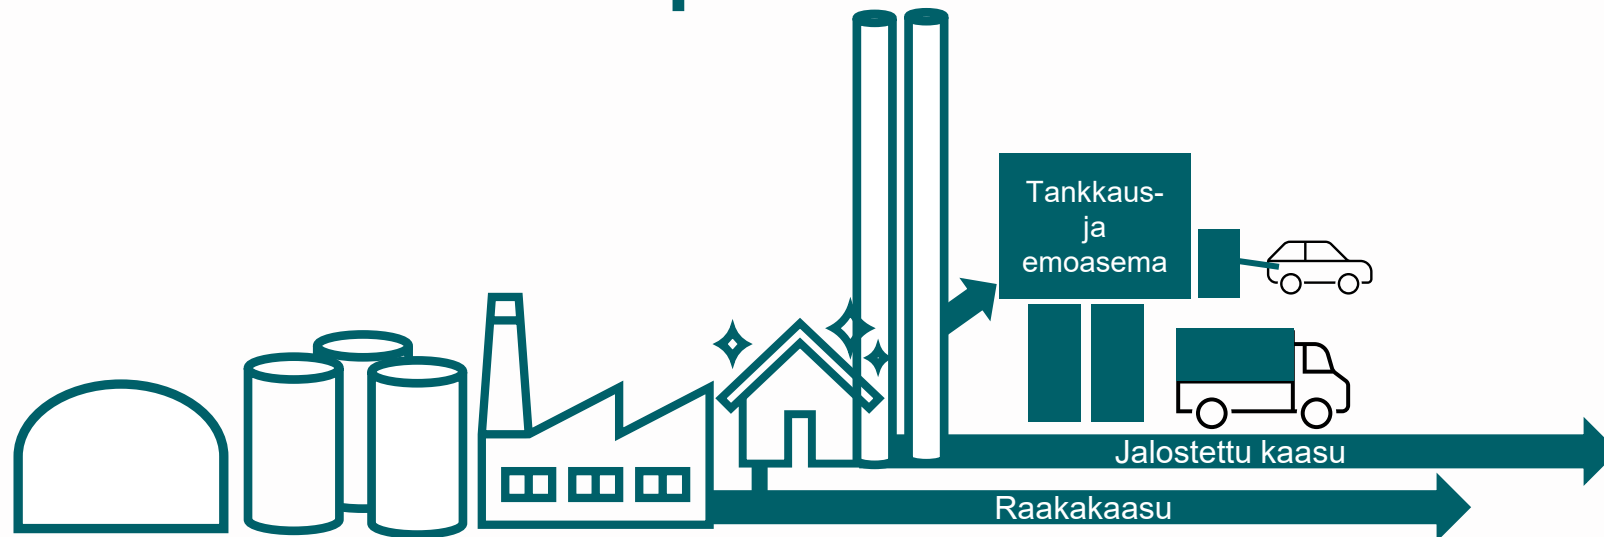 Tankkaus-
ja
emoasema
Jalostettu kaasu
Raakakaasu